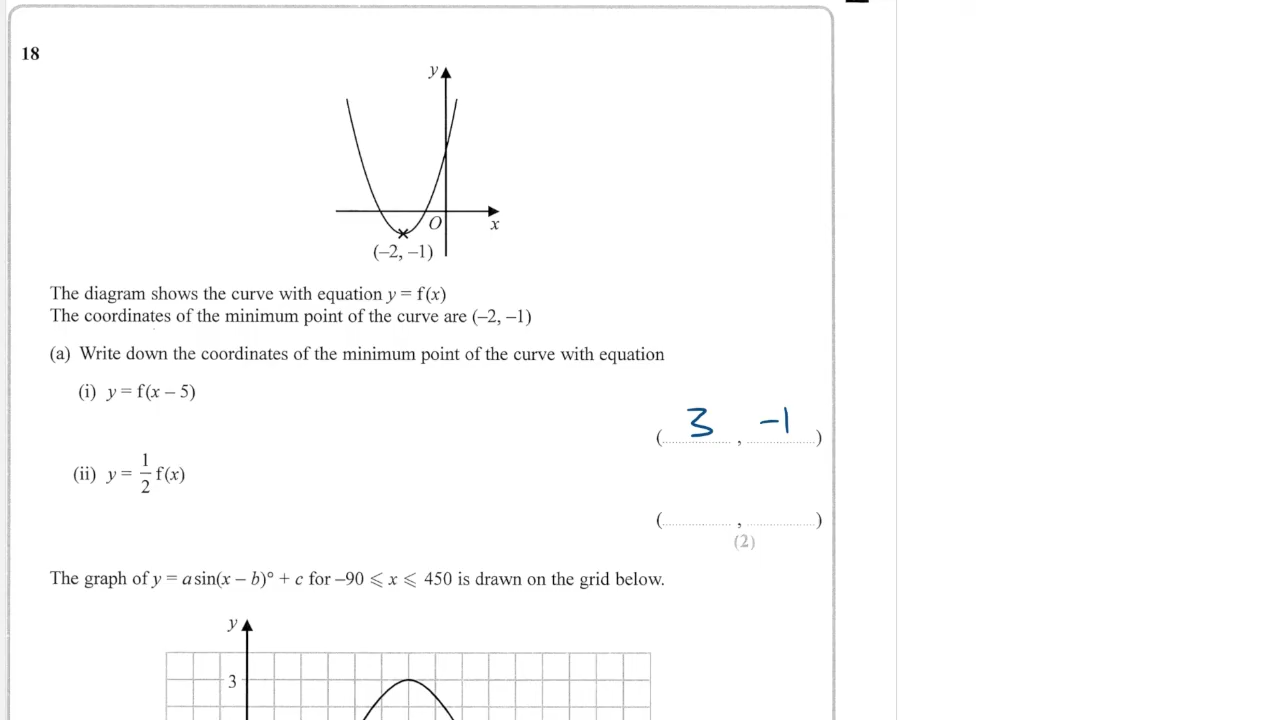 18
y
O
x
(–2, –1)
The diagram shows the curve with equation y = f(x)
The coordinates of the minimum point of the curve are (–2, –1)
(a) Write down the coordinates of the minimum point of the curve with equation
(i) y = f(x – 5)
(3, -1)
(ii) y = 1/2 f(x)
(.................. , ..................)
(2)
The graph of y = a sin(x – b)° + c for –90 ⩽ x ⩽ 450 is drawn on the grid below.
y
3